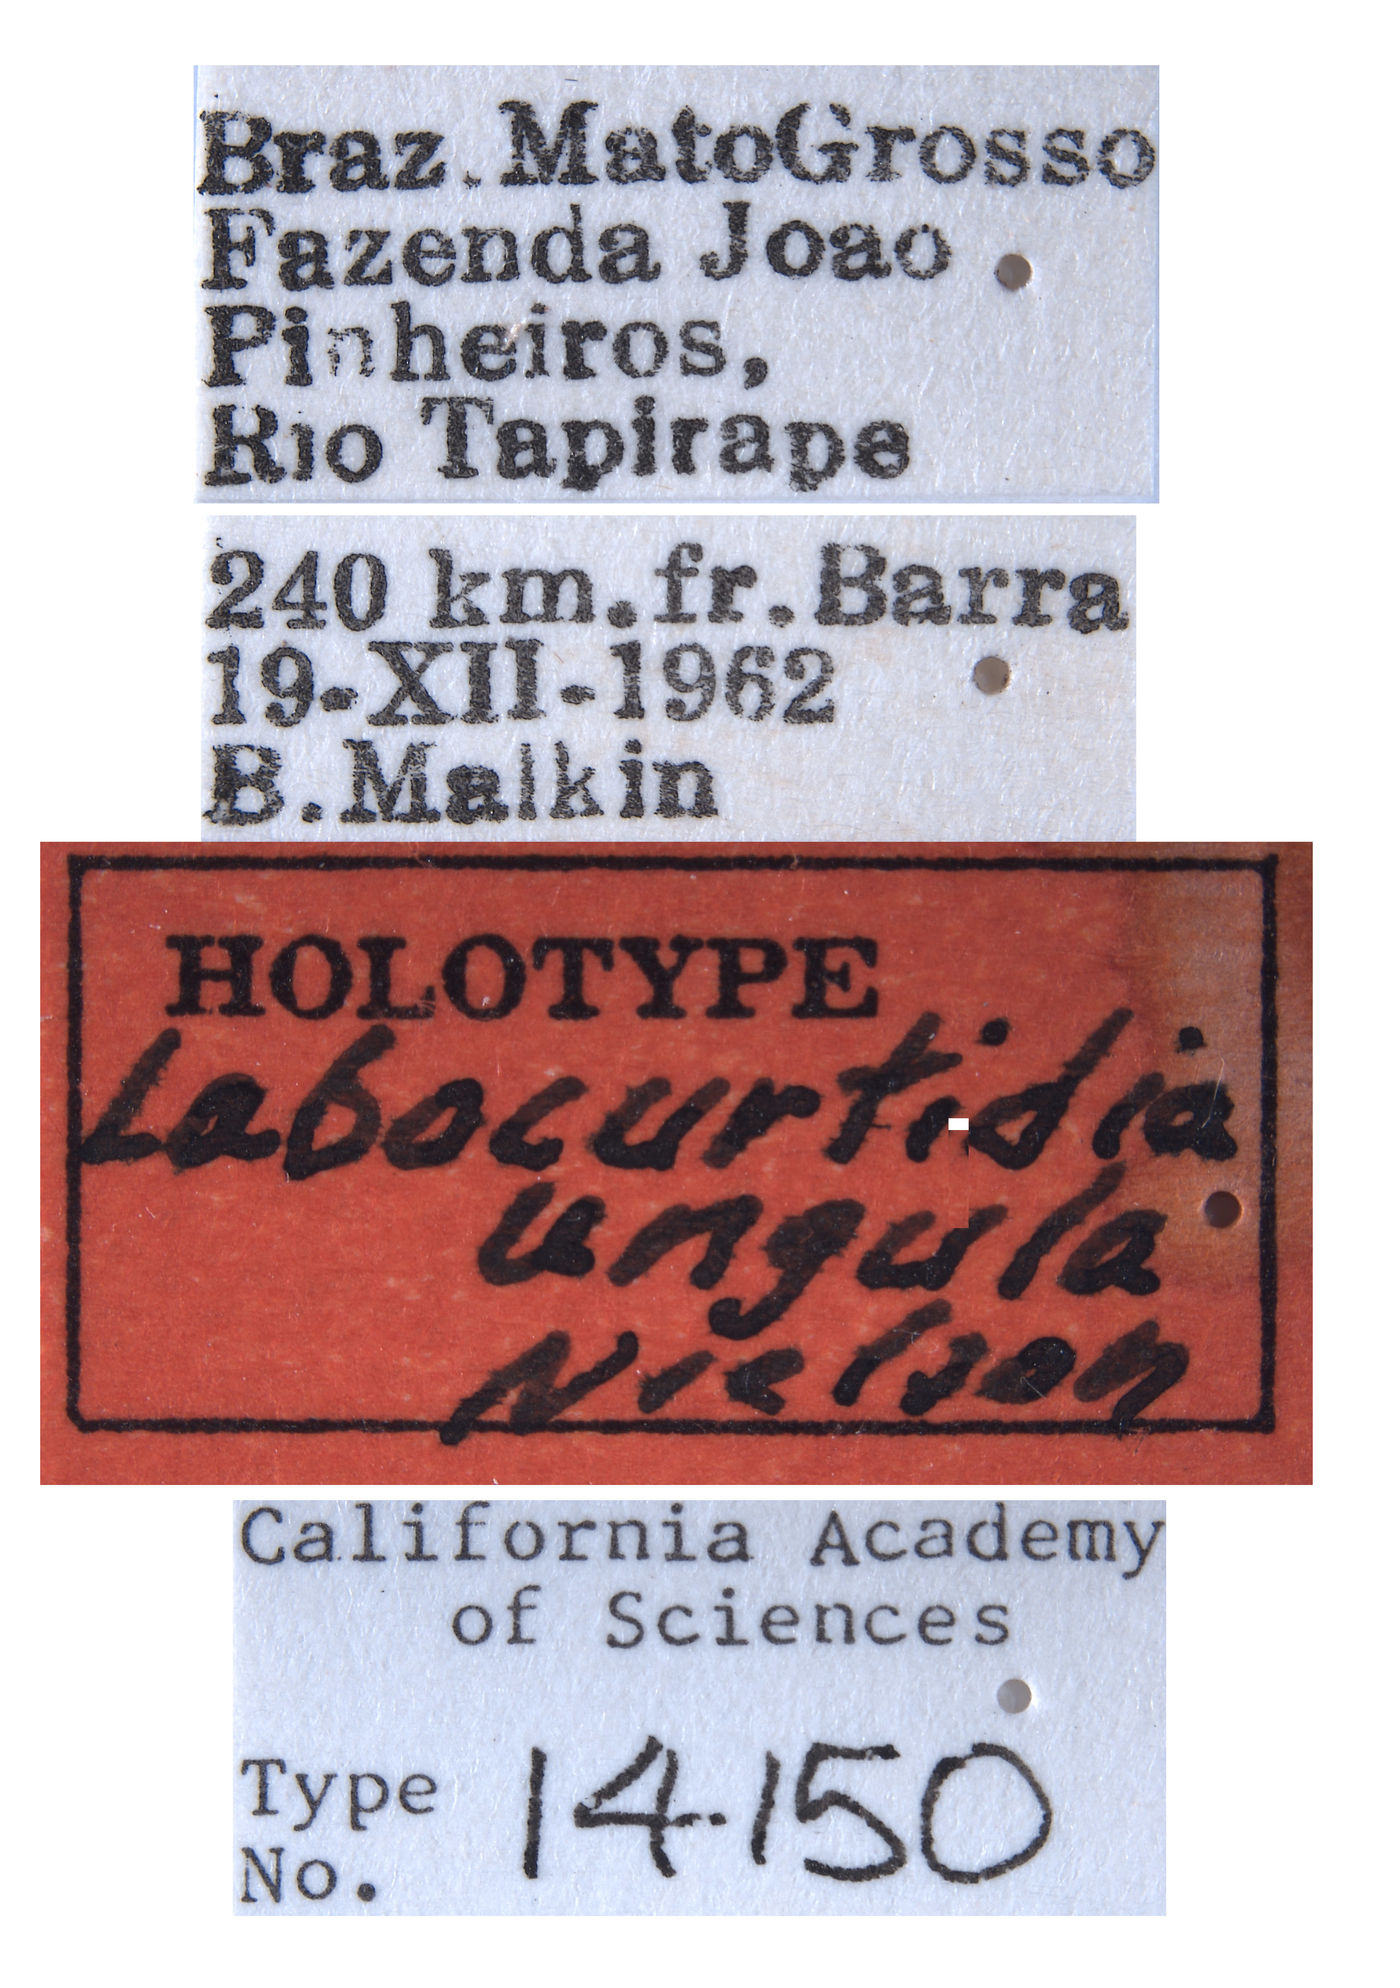 Braz. MatoGrosso
Fazenda Joao
Pinheiros,
Rio Tapirape
240 km.fr.Barra
19-XII-1962
B.Malkin
HOLOTYPE
Labocurtidia
ungula
Nielson
California Academy
of Sciences
Type
No. 14150